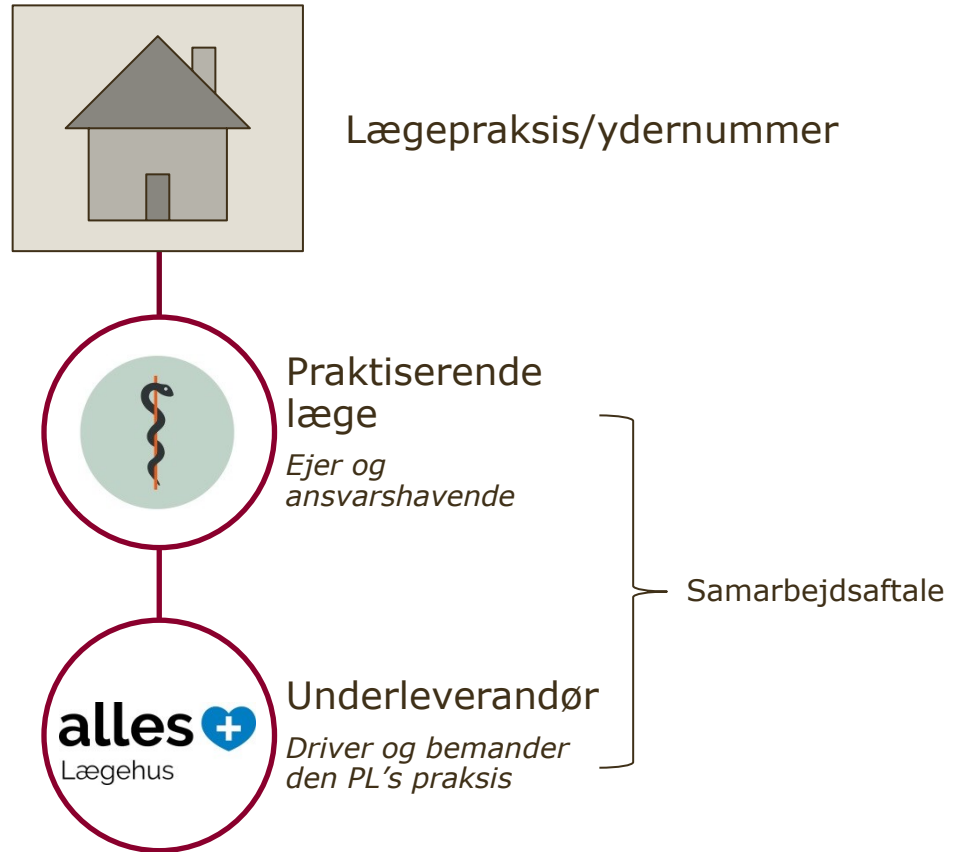 Lægepraksis/ydernummer
Praktiserende
læge
Ejer og
ansvarshavende
Samarbejdsaftale
Underleverandør
Driver og bemander
den PL’s praksis
alles
Lægehus